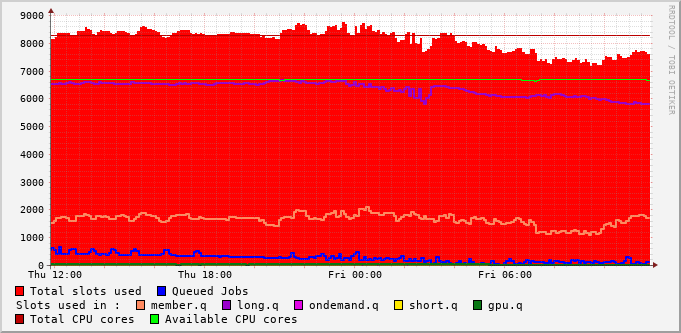 9000
8000
7000
6000
5000
4000
3000
2000
1000
0
Thu 12:00 Thu 18:00 Fri 00:00 Fri 06:00
RRDTOOL / TOBI OETIKER
Total slots used Queued Jobs
Slots used in : member.q long.q ondemand.q short.q gpu.q
Total CPU cores Available CPU cores